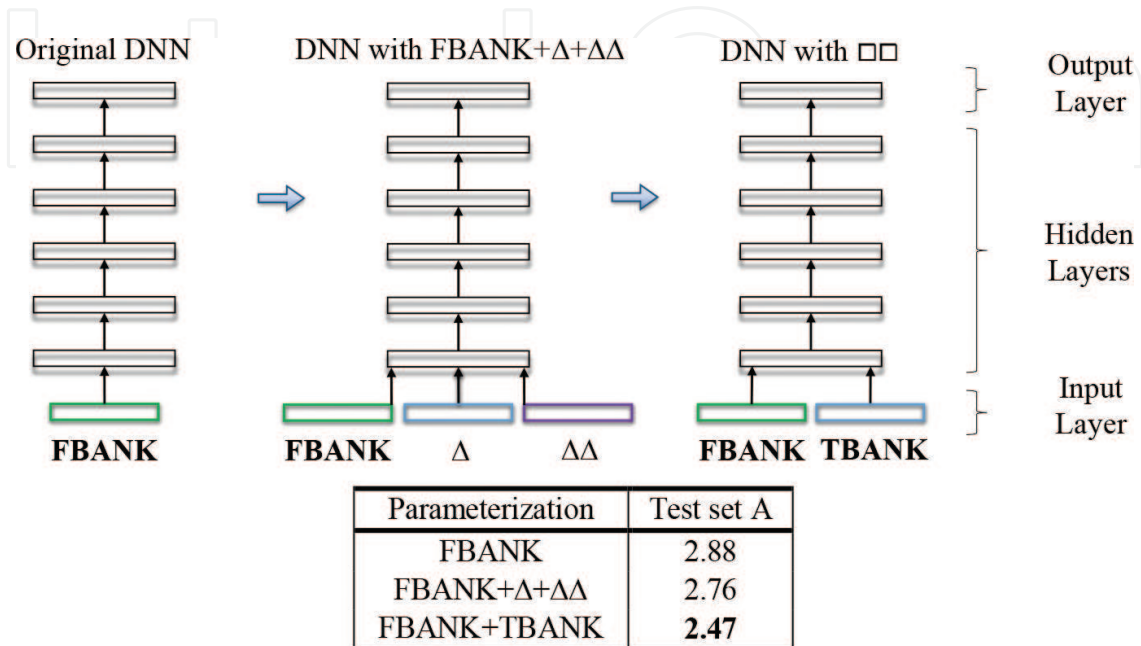 Original DNN
DNN with FBANK+Δ+ΔΔ
DNN with □□
Output
Layer
Hidden
Layers
Input
Layer
FBANK
FBANK
Δ
ΔΔ
FBANK
TBANK
Parameterization Test set A
FBANK 2.88
FBANK+Δ+ΔΔ 2.76
FBANK+TBANK 2.47